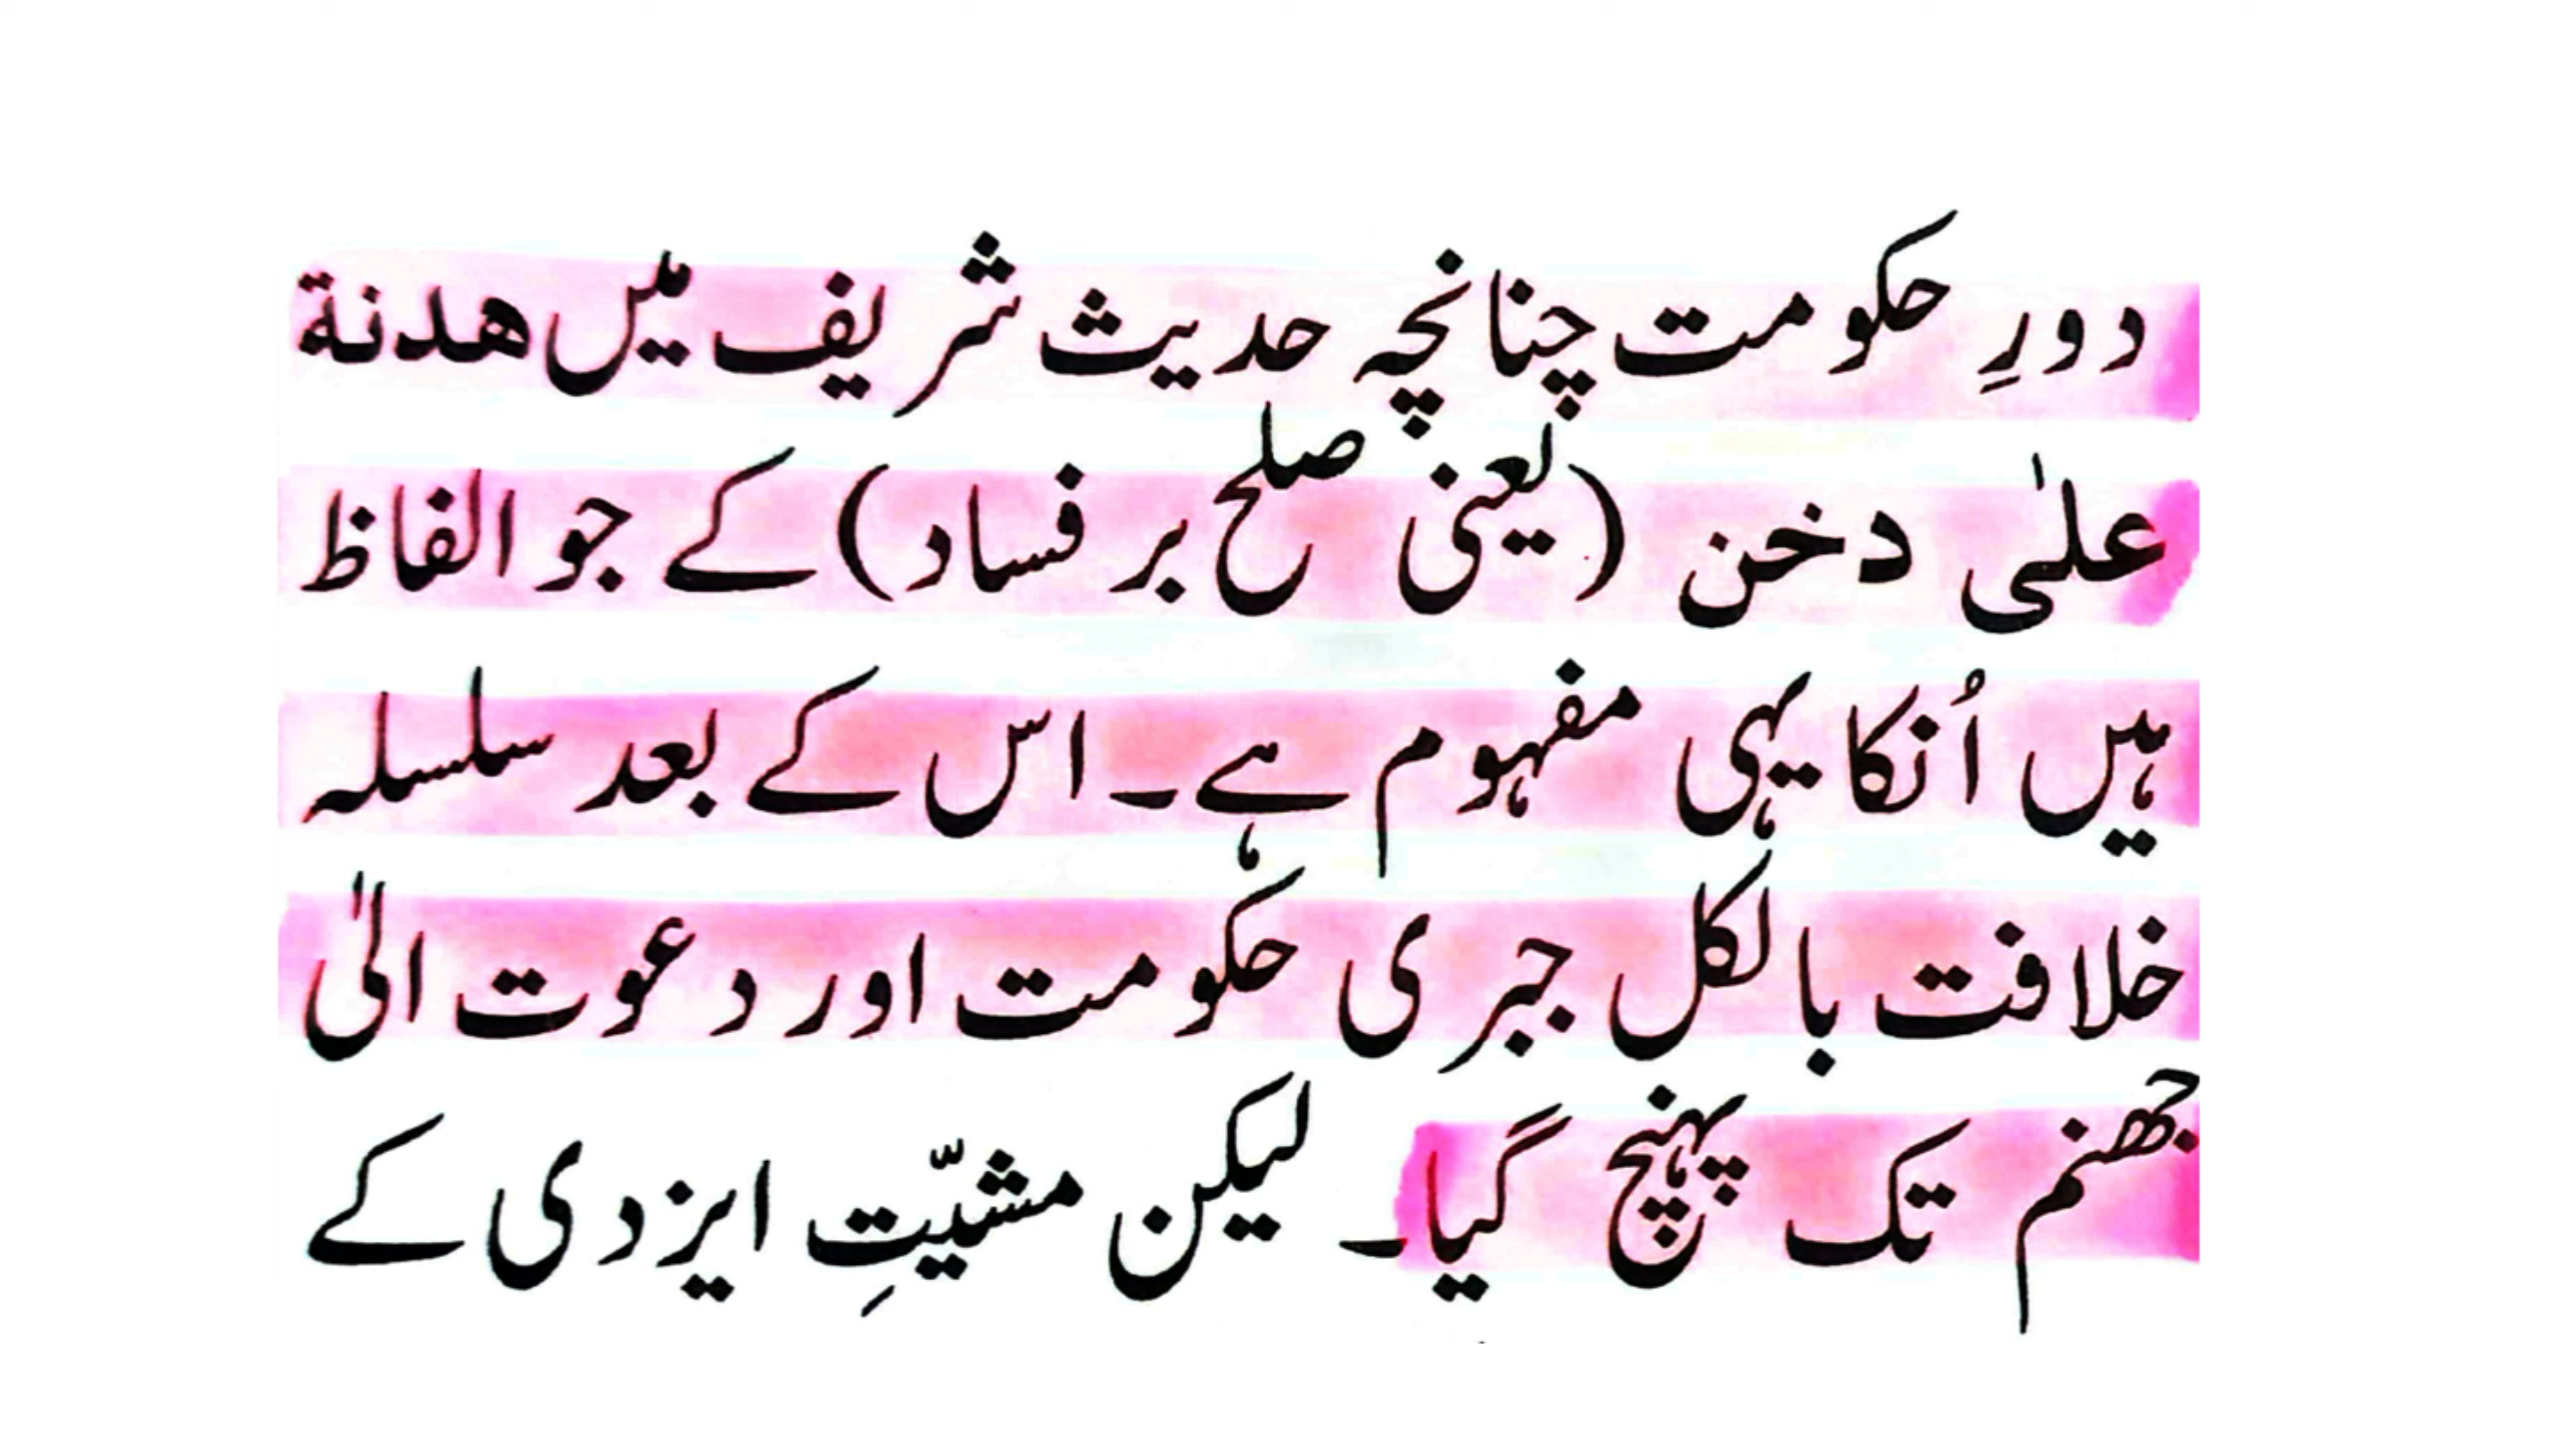 دورِ حکومت چنانچہ حدیث شریف میں ھدنة
علیٰ دخن (یعنی صلح بر فساد) کے جو الفاظ
ہیں اُنکا یہی مفہوم ہے۔ اس کے بعد سلسلہ
خلافت بالکل جبری حکومت اور دعوت الیٰ
جھنم تک پہنچ گیا۔ لیکن مشیّتِ ایزدی کے